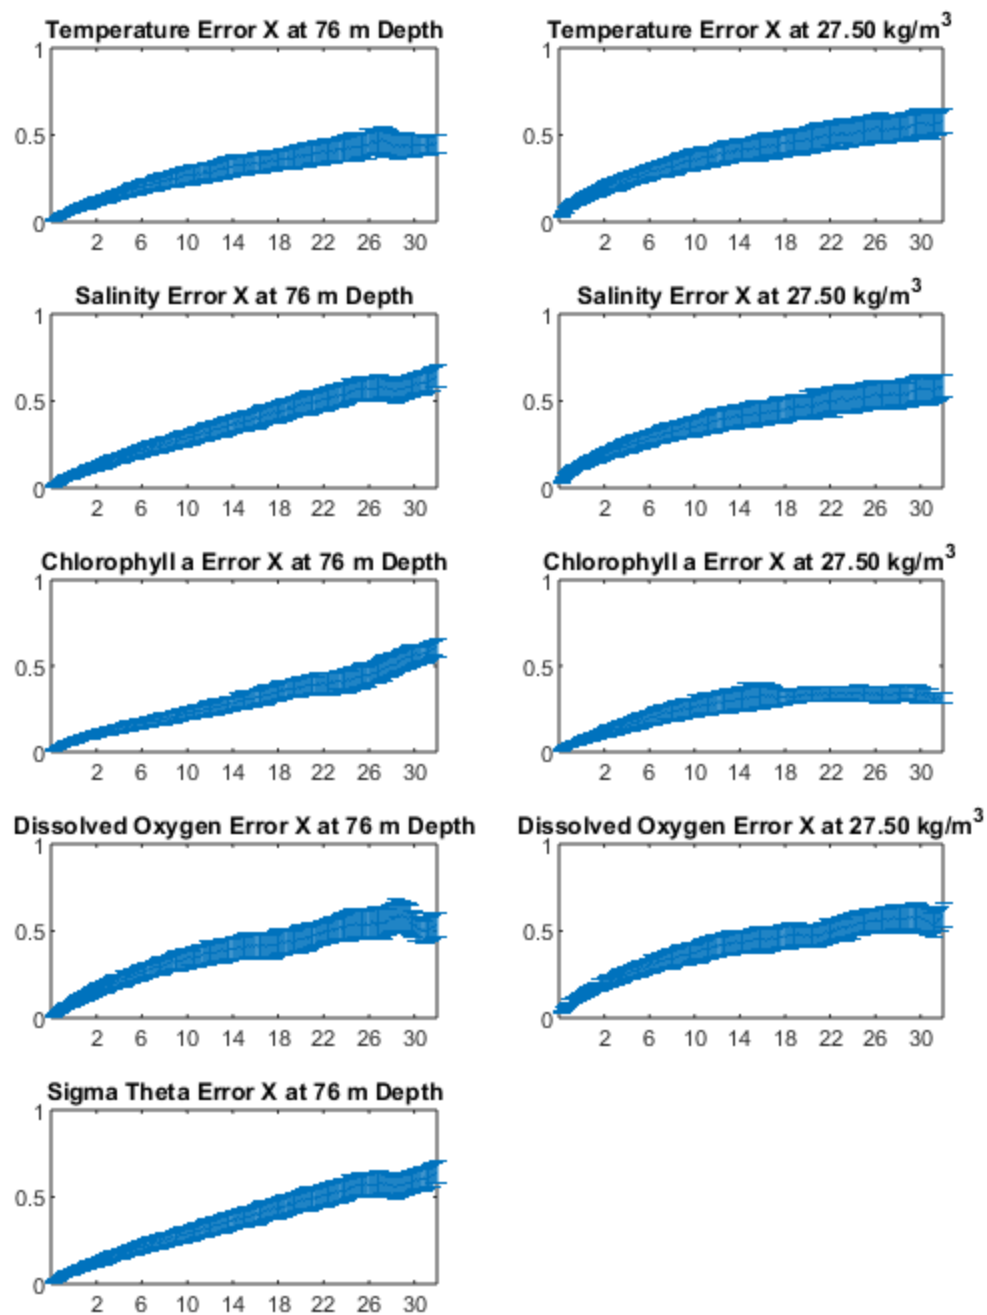 Temperature Error X at 76 m Depth
1
0.5
0
2 6 10 14 18 22 26 30
Temperature Error X at 27.50 kg/m³
1
0.5
0
2 6 10 14 18 22 26 30
Salinity Error X at 76 m Depth
1
0.5
0
2 6 10 14 18 22 26 30
Salinity Error X at 27.50 kg/m³
1
0.5
0
2 6 10 14 18 22 26 30
Chlorophyll a Error X at 76 m Depth
1
0.5
0
2 6 10 14 18 22 26 30
Chlorophyll a Error X at 27.50 kg/m³
1
0.5
0
2 6 10 14 18 22 26 30
Dissolved Oxygen Error X at 76 m Depth
1
0.5
0
2 6 10 14 18 22 26 30
Dissolved Oxygen Error X at 27.50 kg/m³
1
0.5
0
2 6 10 14 18 22 26 30
Sigma Theta Error X at 76 m Depth
1
0.5
0
2 6 10 14 18 22 26 30